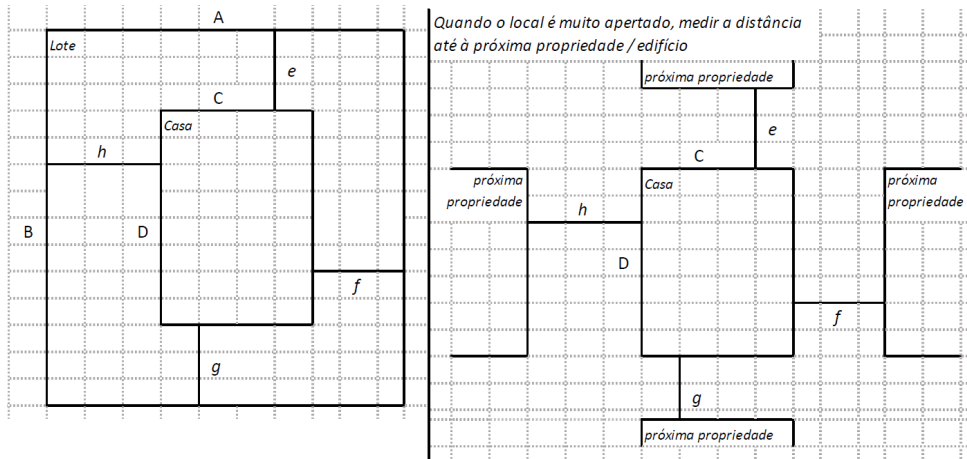 A
Lote
e
C
Casa
h
B
D
f
g
Quando o local é muito apertado, medir a distância
até à próxima propriedade / edifício
próxima propriedade
e
C
próxima
propriedade
Casa
próxima
propriedade
h
D
f
g
próxima propriedade